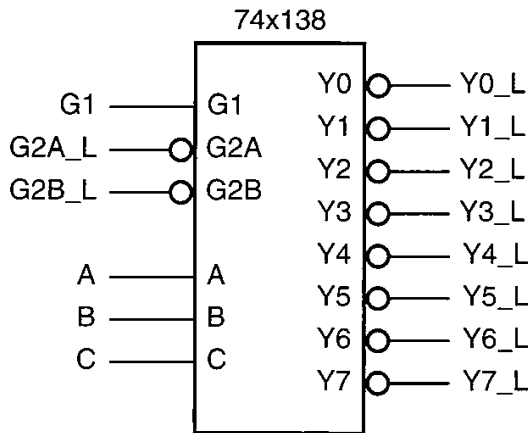 74x138
Y0 Y0_L
G1 G1
Y1 Y1_L
G2A_L G2A
Y2 Y2_L
G2B_L G2B
Y3 Y3_L
Y4 Y4_L
A A
Y5 Y5_L
B B
Y6 Y6_L
C C
Y7 Y7_L